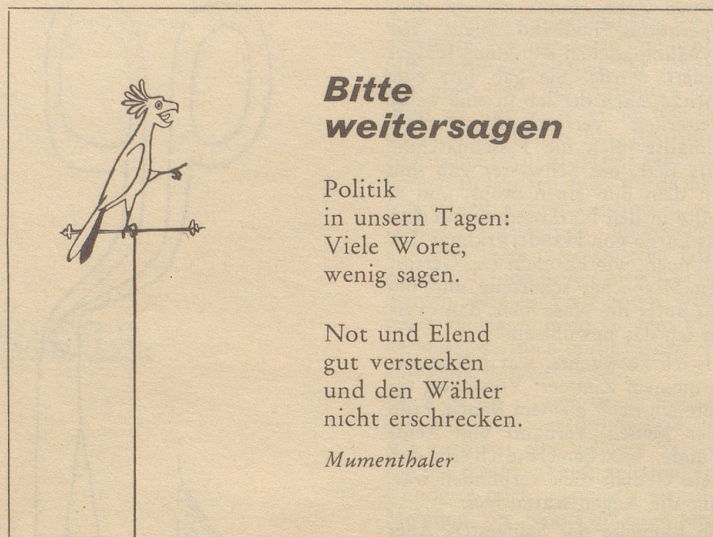 Bitte
weitersagen
Politik
in unsern Tagen:
Viele Worte,
wenig sagen.
Not und Elend
gut verstecken
und den Wähler
nicht erschrecken.
Mumenthaler